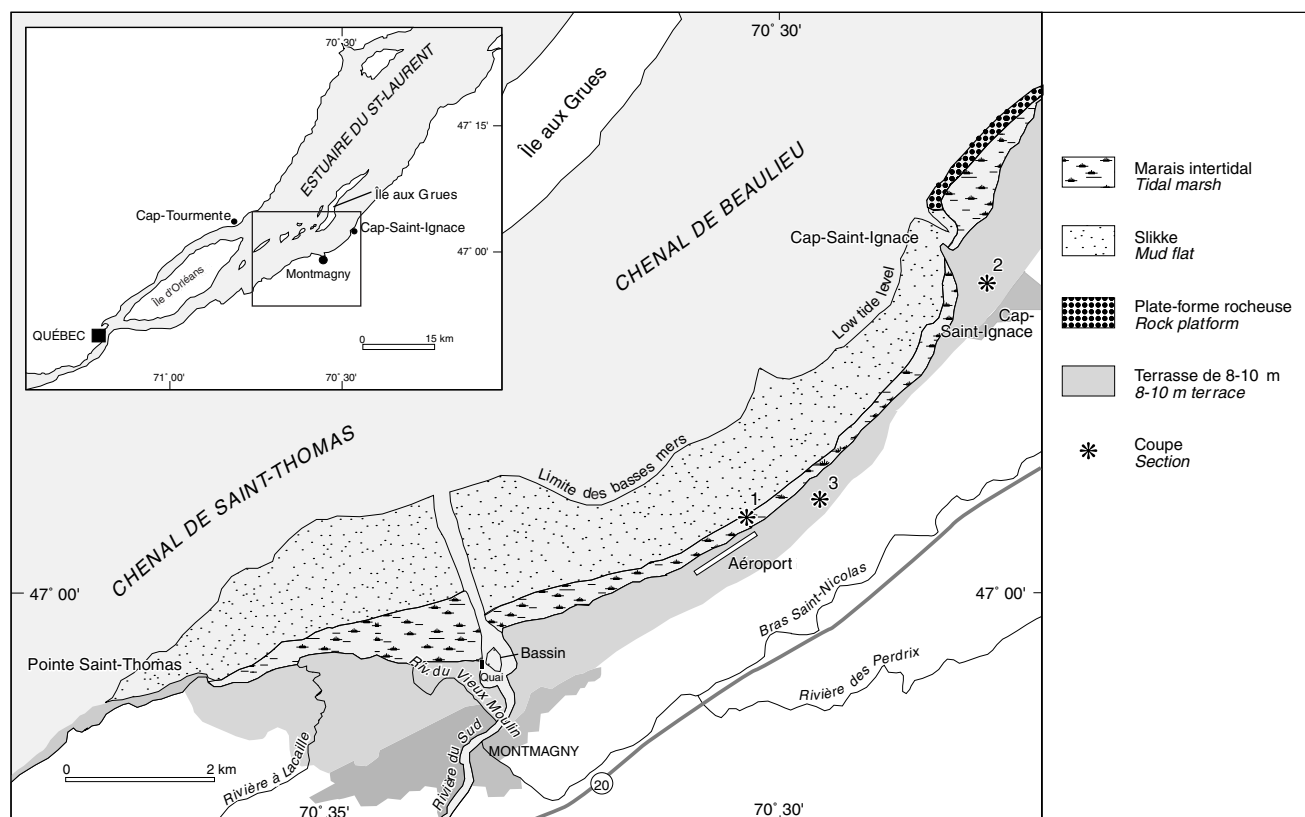 70° 30'
70° 30'
ESTUAIRE DU ST-LAURENT
47° 15'
Île aux Grues
Île aux Grues
Cap-Tourmente
Cap-Saint-Ignace
47° 00'
Montmagny
Île d'Orléans
QUÉBEC
0 15 km
71° 00'
70° 30'
CHENAL DE BEAULIEU
Cap-Saint-Ignace
2
Cap-
Saint-Ignace
Low tide level
Limite des basses mers
CHENAL DE SAINT-THOMAS
1
3
Aéroport
47° 00'
47° 00'
Bras Saint-Nicolas
Rivière des Perdrix
Pointe Saint-Thomas
Bassin
Quai
Riv. du Vieux Moulin
MONTMAGNY
Rivière du Sud
Rivière à Lacaille
20
0 2 km
70° 35'
70° 30'
Marais intertidal
Tidal marsh
Slikke
Mud flat
Plate-forme rocheuse
Rock platform
Terrasse de 8-10 m
8-10 m terrace
Coupe
Section